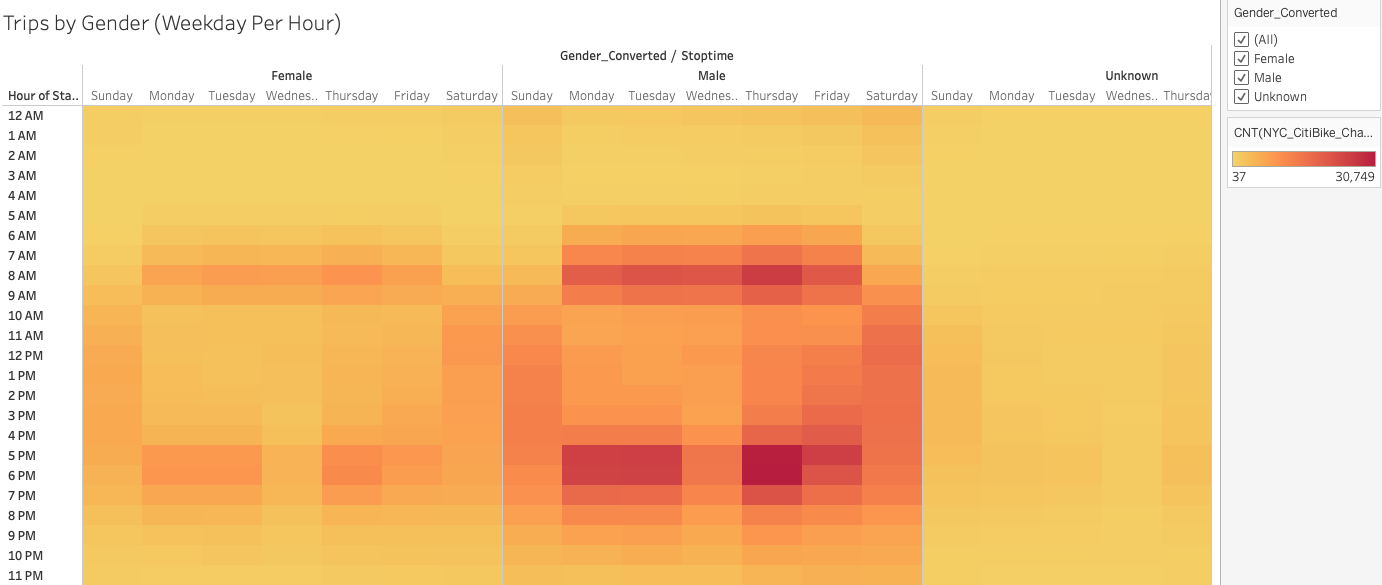 Trips by Gender (Weekday Per Hour)
Gender_Converted / Stoptime
Female Male Unknown
Hour of Sta.. Sunday Monday Tuesday Wednes.. Thursday Friday Saturday Sunday Monday Tuesday Wednes.. Thursday Friday Saturday Sunday Monday Tuesday Wednes.. Thursda
12 AM
1 AM
2 AM
3 AM
4 AM
5 AM
6 AM
7 AM
8 AM
9 AM
10 AM
11 AM
12 PM
1 PM
2 PM
3 PM
4 PM
5 PM
6 PM
7 PM
8 PM
9 PM
10 PM
11 PM
Gender_Converted
(All)
Female
Male
Unknown
CNT(NYC_CitiBike_Cha...
37 30,749